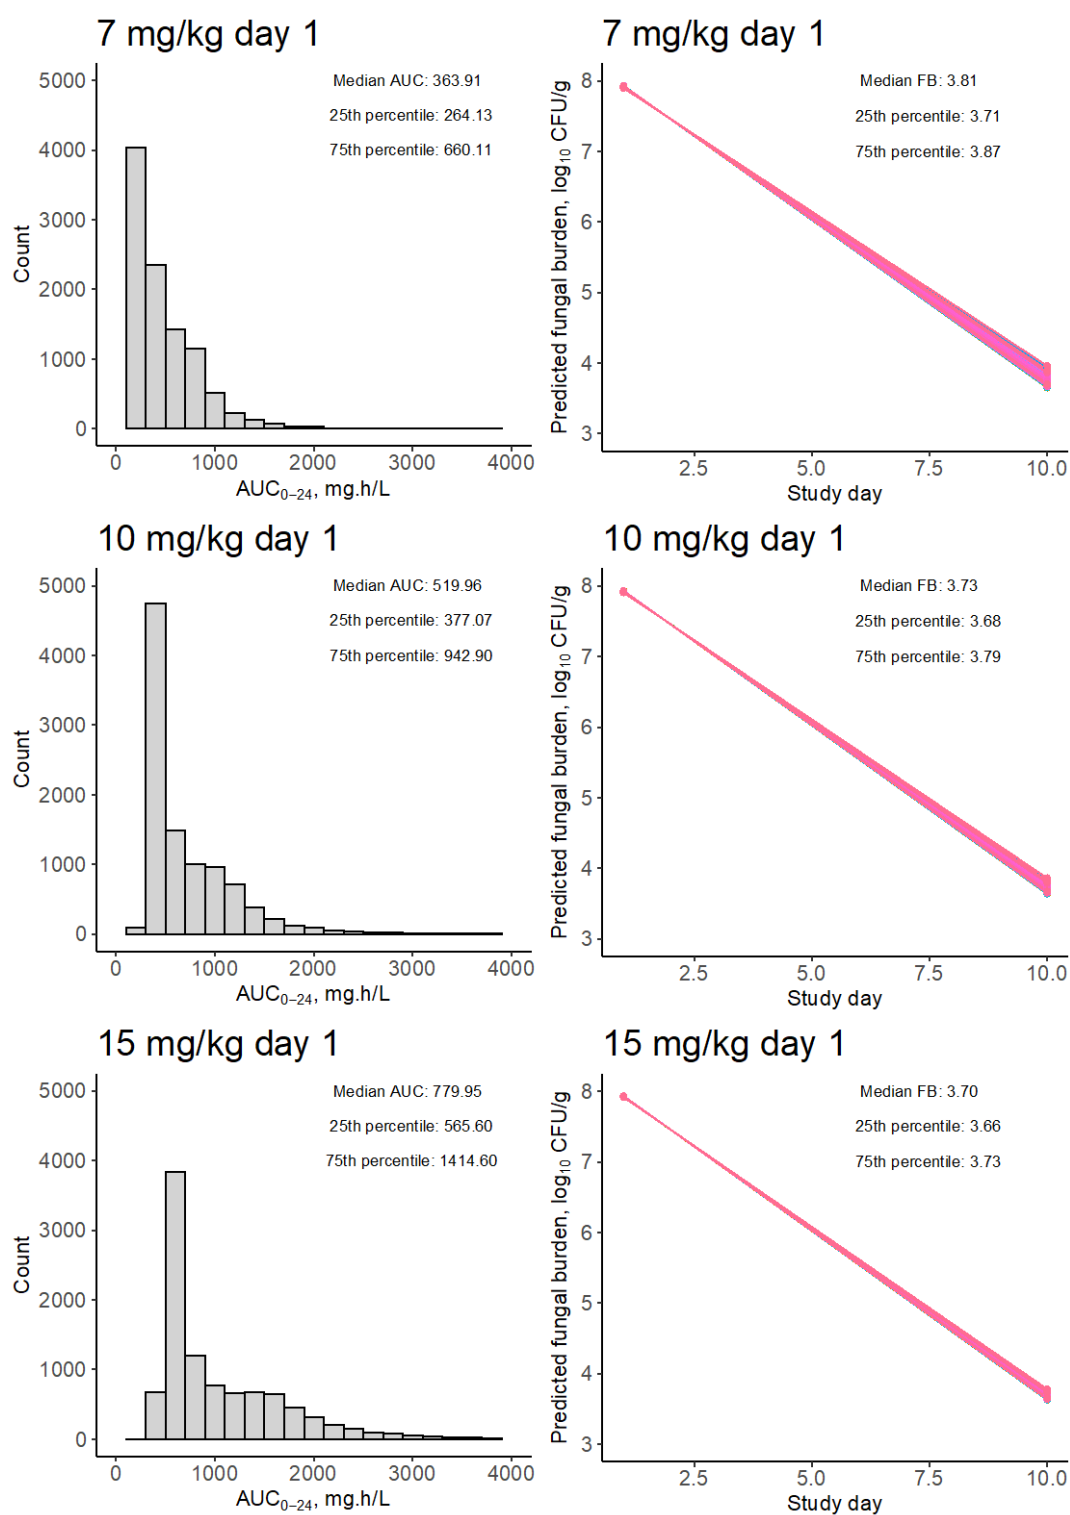 7 mg/kg day 1
Median AUC: 363.91
25th percentile: 264.13
75th percentile: 660.11
5000
4000
3000
2000
1000
0
Count
0 1000 2000 3000 4000
AUC₀₋₂₄, mg.h/L
7 mg/kg day 1
Median FB: 3.81
25th percentile: 3.71
75th percentile: 3.87
8
7
6
5
4
3
Predicted fungal burden, log₁₀ CFU/g
2.5 5.0 7.5 10.0
Study day
10 mg/kg day 1
Median AUC: 519.96
25th percentile: 377.07
75th percentile: 942.90
5000
4000
3000
2000
1000
0
Count
0 1000 2000 3000 4000
AUC₀₋₂₄, mg.h/L
10 mg/kg day 1
Median FB: 3.73
25th percentile: 3.68
75th percentile: 3.79
8
7
6
5
4
3
Predicted fungal burden, log₁₀ CFU/g
2.5 5.0 7.5 10.0
Study day
15 mg/kg day 1
Median AUC: 779.95
25th percentile: 565.60
75th percentile: 1414.60
5000
4000
3000
2000
1000
0
Count
0 1000 2000 3000 4000
AUC₀₋₂₄, mg.h/L
15 mg/kg day 1
Median FB: 3.70
25th percentile: 3.66
75th percentile: 3.73
8
7
6
5
4
3
Predicted fungal burden, log₁₀ CFU/g
2.5 5.0 7.5 10.0
Study day